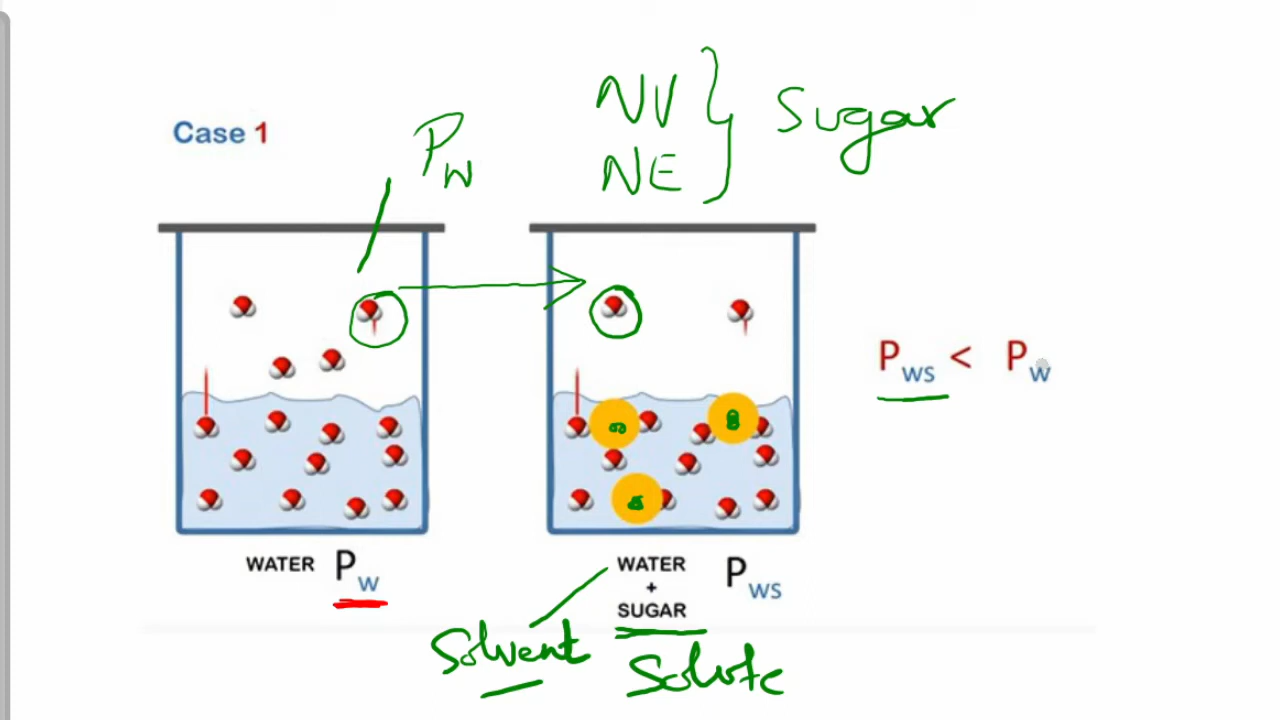 Case 1
Pw
NV
NE
} Sugar
Pws < Pw
WATER Pw
WATER
+
SUGAR
Pws
Solvent
Solute